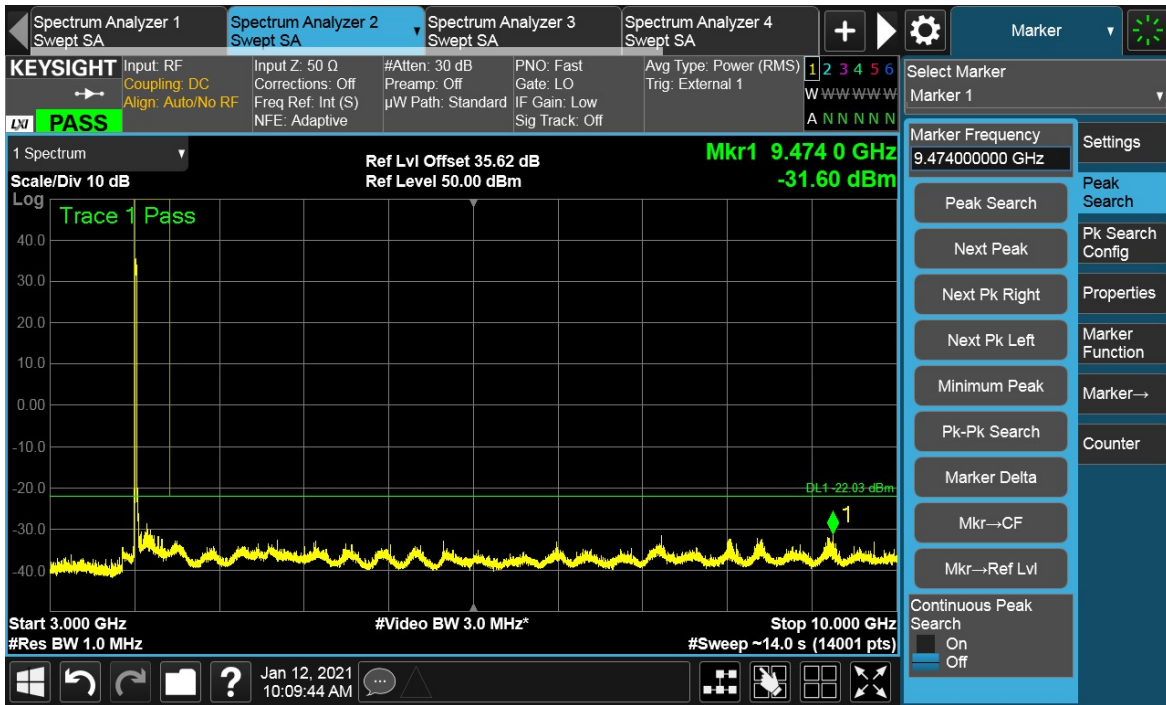 Spectrum Analyzer 1
Swept SA
Spectrum Analyzer 2
Swept SA
Spectrum Analyzer 3
Swept SA
Spectrum Analyzer 4
Swept SA
+
Marker
KEYSIGHT
LXI PASS
Input: RF
Coupling: DC
Align: Auto/No RF
Input Z: 50 Ω
Corrections: Off
Freq Ref: Int (S)
NFE: Adaptive
#Atten: 30 dB
Preamp: Off
µW Path: Standard
PNO: Fast
Gate: LO
IF Gain: Low
Sig Track: Off
Avg Type: Power (RMS)
Trig: External 1
1 2 3 4 5 6
W W W W W W
A N N N N N
Select Marker
Marker 1
1 Spectrum
Scale/Div 10 dB
Log
Ref Lvl Offset 35.62 dB
Ref Level 50.00 dBm
Mkr1 9.474 0 GHz
-31.60 dBm
Trace 1 Pass
40.0
30.0
20.0
10.0
0.00
-10.0
-20.0
-30.0
-40.0
DL1 -22.03 dBm
1
Start 3.000 GHz
#Res BW 1.0 MHz
#Video BW 3.0 MHz*
Stop 10.000 GHz
#Sweep ~14.0 s (14001 pts)
Marker Frequency
9.474000000 GHz
Peak Search
Next Peak
Next Pk Right
Next Pk Left
Minimum Peak
Pk-Pk Search
Marker Delta
Mkr→CF
Mkr→Ref Lvl
Continuous Peak
Search
On
Off
Settings
Peak
Search
Pk Search
Config
Properties
Marker
Function
Marker→
Counter
?
Jan 12, 2021
10:09:44 AM